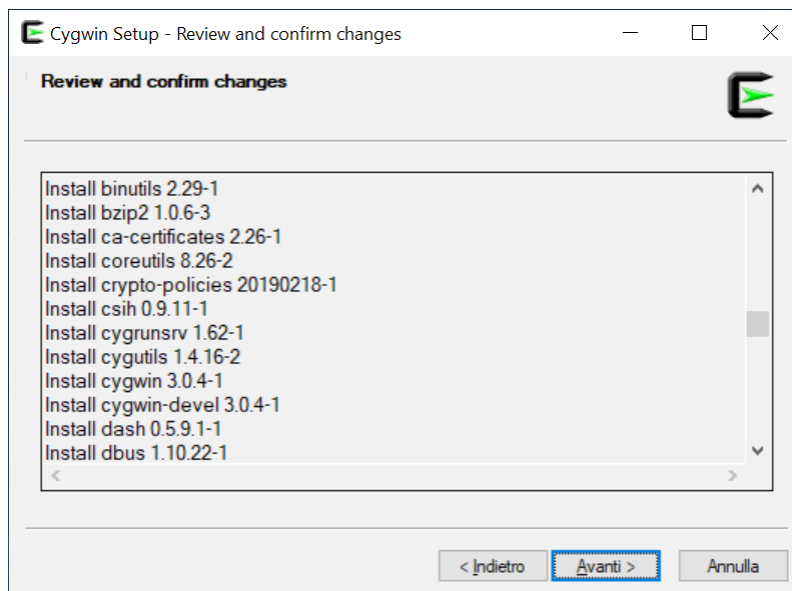 Cygwin Setup - Review and confirm changes
Review and confirm changes
Install binutils 2.29-1
Install bzip2 1.0.6-3
Install ca-certificates 2.26-1
Install coreutils 8.26-2
Install crypto-policies 20190218-1
Install csih 0.9.11-1
Install cygrunsrv 1.62-1
Install cygutils 1.4.16-2
Install cygwin 3.0.4-1
Install cygwin-devel 3.0.4-1
Install dash 0.5.9.1-1
Install dbus 1.10.22-1
< Indietro Avanti > Annulla